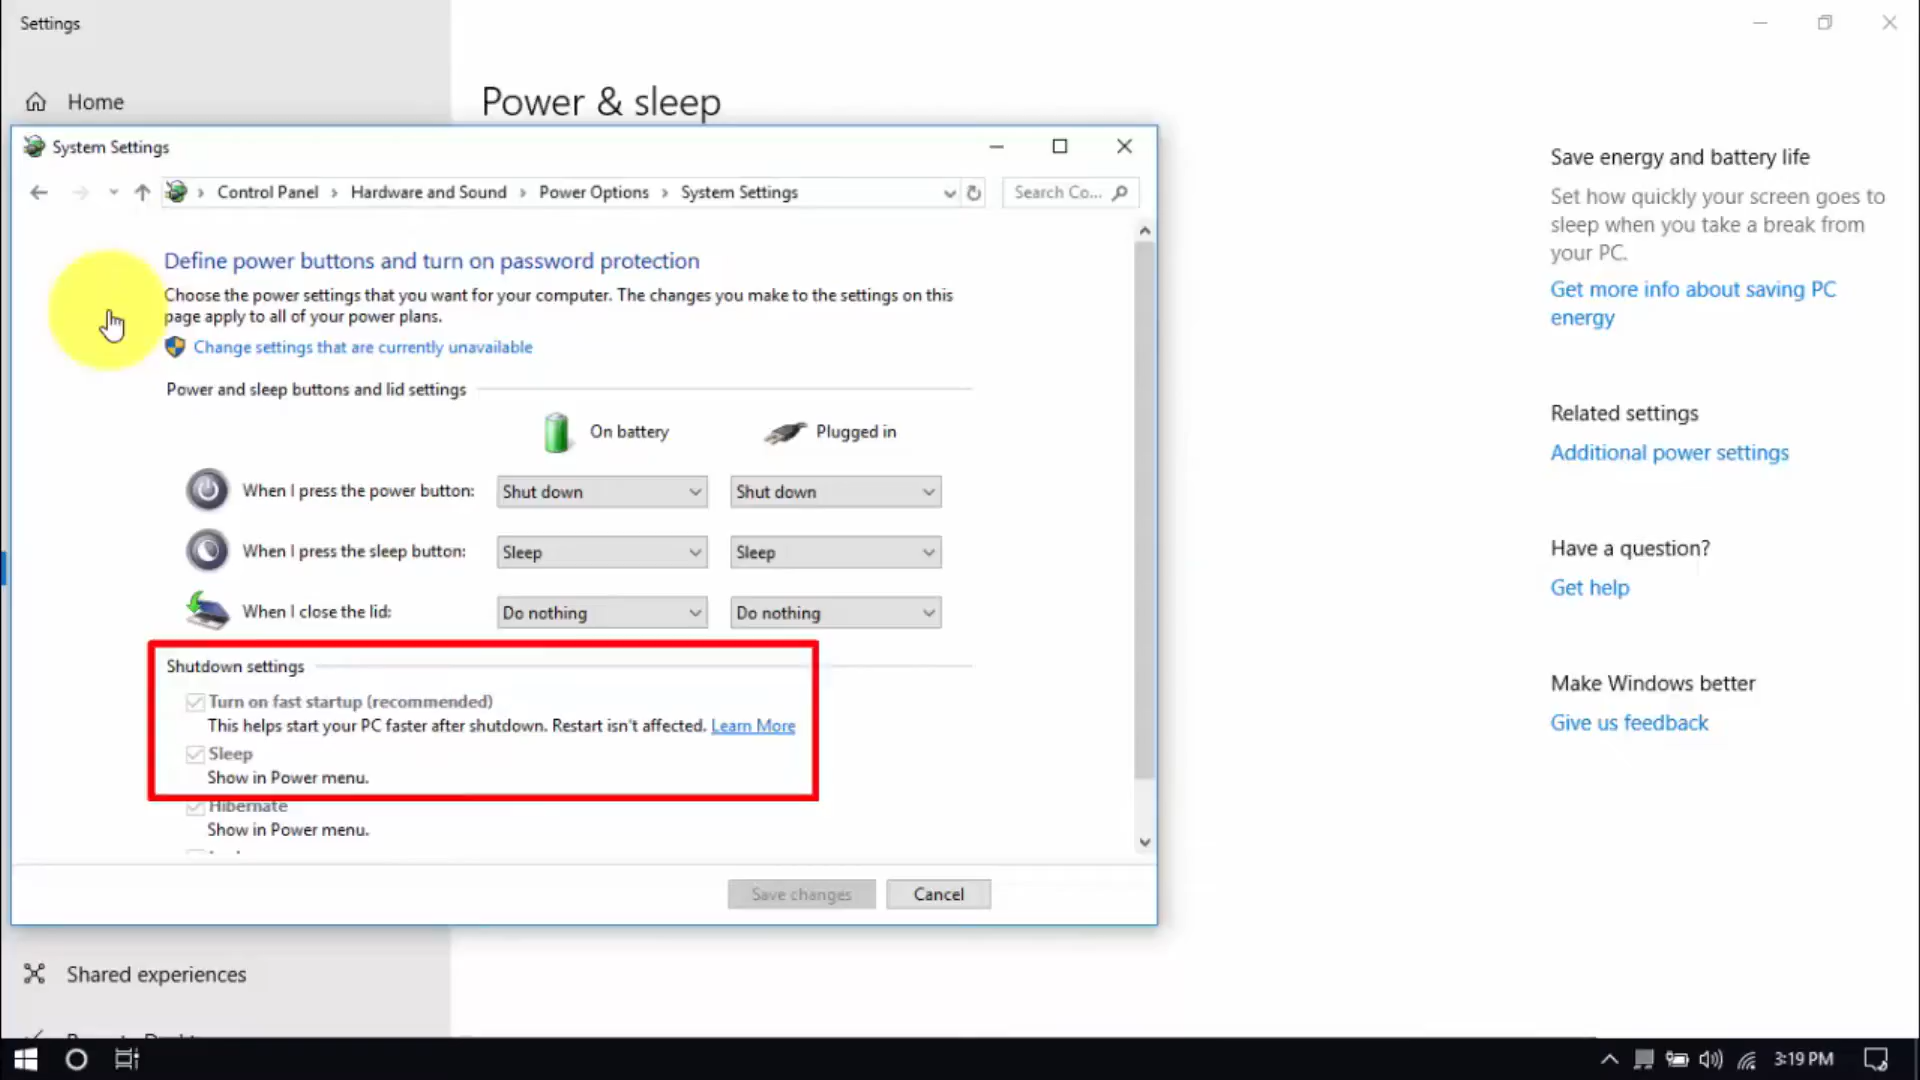 Settings
Home
Power & sleep
System Settings
Control Panel > Hardware and Sound > Power Options > System Settings
Search Co...
Define power buttons and turn on password protection
Choose the power settings that you want for your computer. The changes you make to the settings on this
page apply to all of your power plans.
Change settings that are currently unavailable
Power and sleep buttons and lid settings
On battery
Plugged in
When I press the power button:
Shut down
Shut down
When I press the sleep button:
Sleep
Sleep
When I close the lid:
Do nothing
Do nothing
Shutdown settings
Turn on fast startup (recommended)
This helps start your PC faster after shutdown. Restart isn't affected. Learn More
Sleep
Show in Power menu.
Hibernate
Show in Power menu.
Save changes
Cancel
Shared experiences
Save energy and battery life
Set how quickly your screen goes to
sleep when you take a break from
your PC.
Get more info about saving PC
energy
Related settings
Additional power settings
Have a question?
Get help
Make Windows better
Give us feedback
3:19 PM